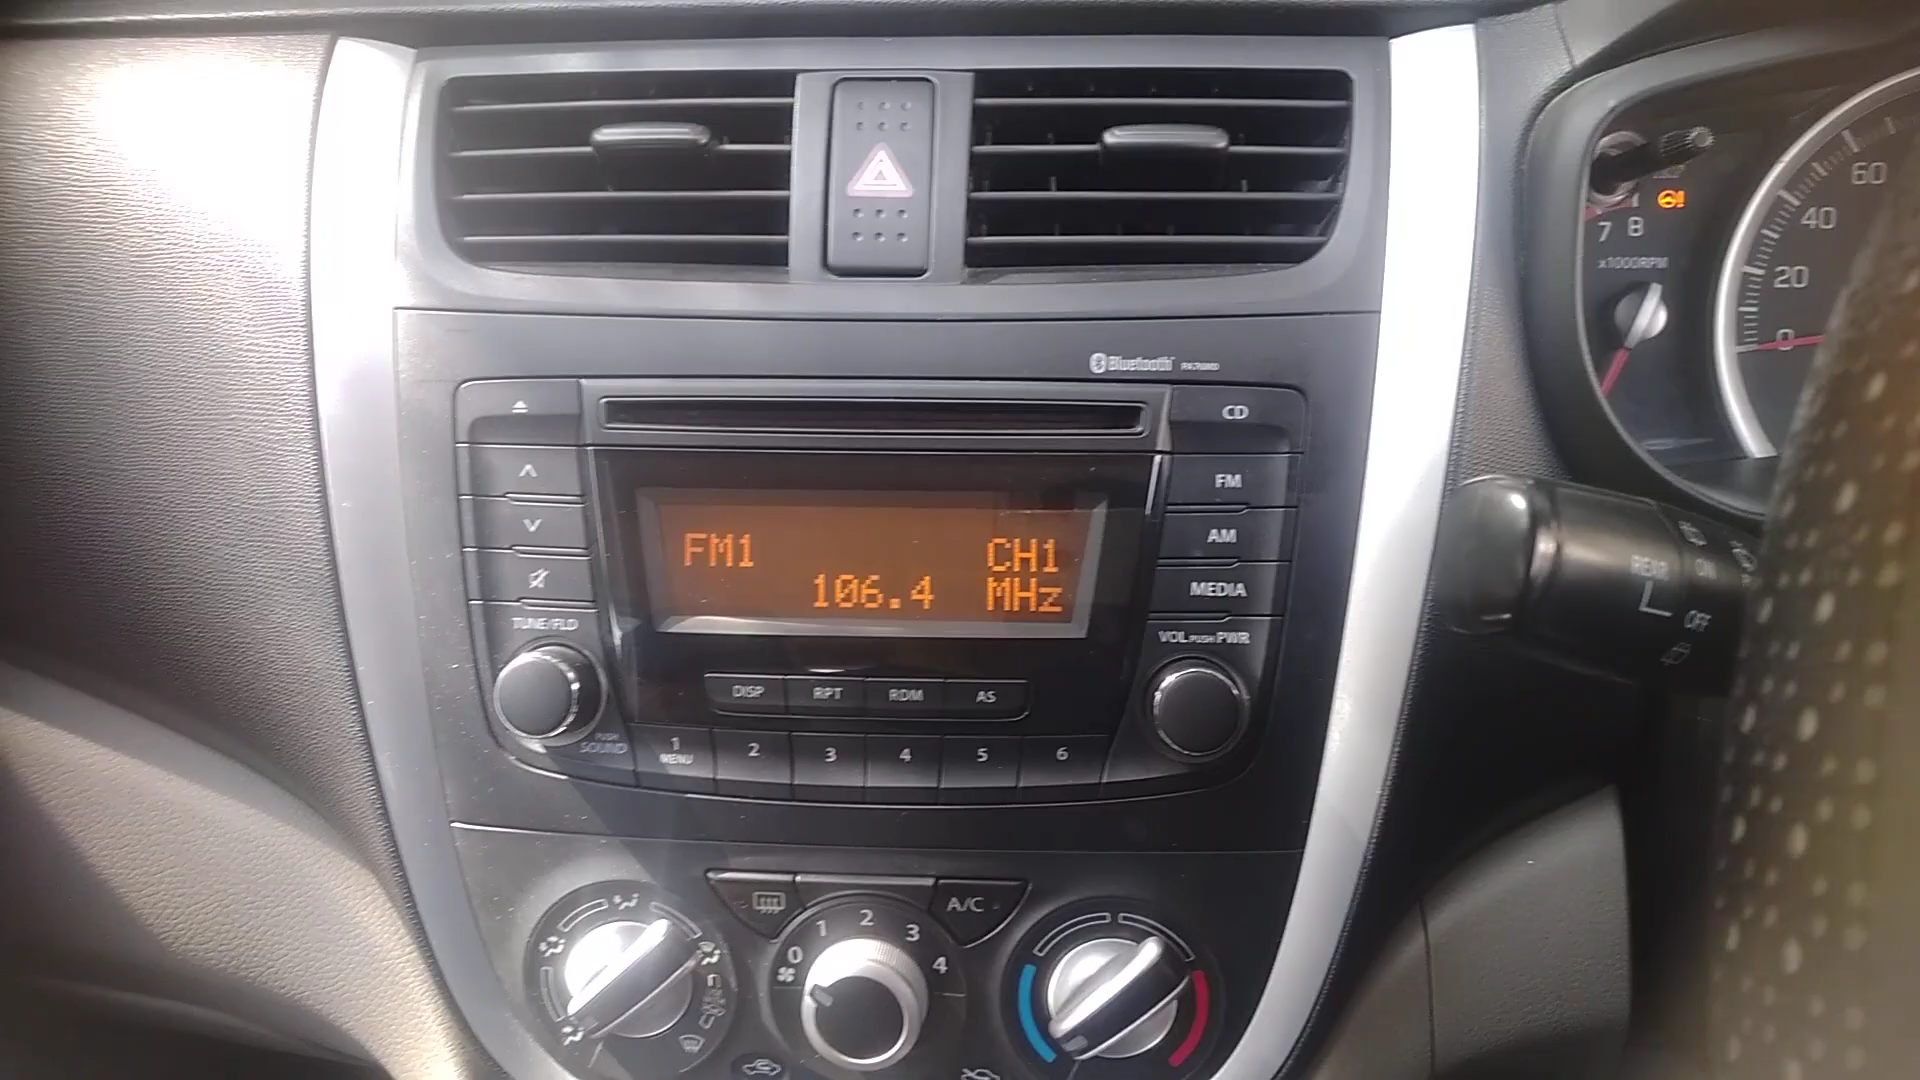 Bluetooth
CD
FM
AM
MEDIA
TUNE/FLD
FM1 CH1
106.4 MHz
VOL PUSH PWR
DISP RPT RDM AS
PUSH
SOUND
1 2 3 4 5 6
MENU
A/C
0 1 2 3 4
7 8
x1000RPM
0 20 40 60
REAR ON
OFF